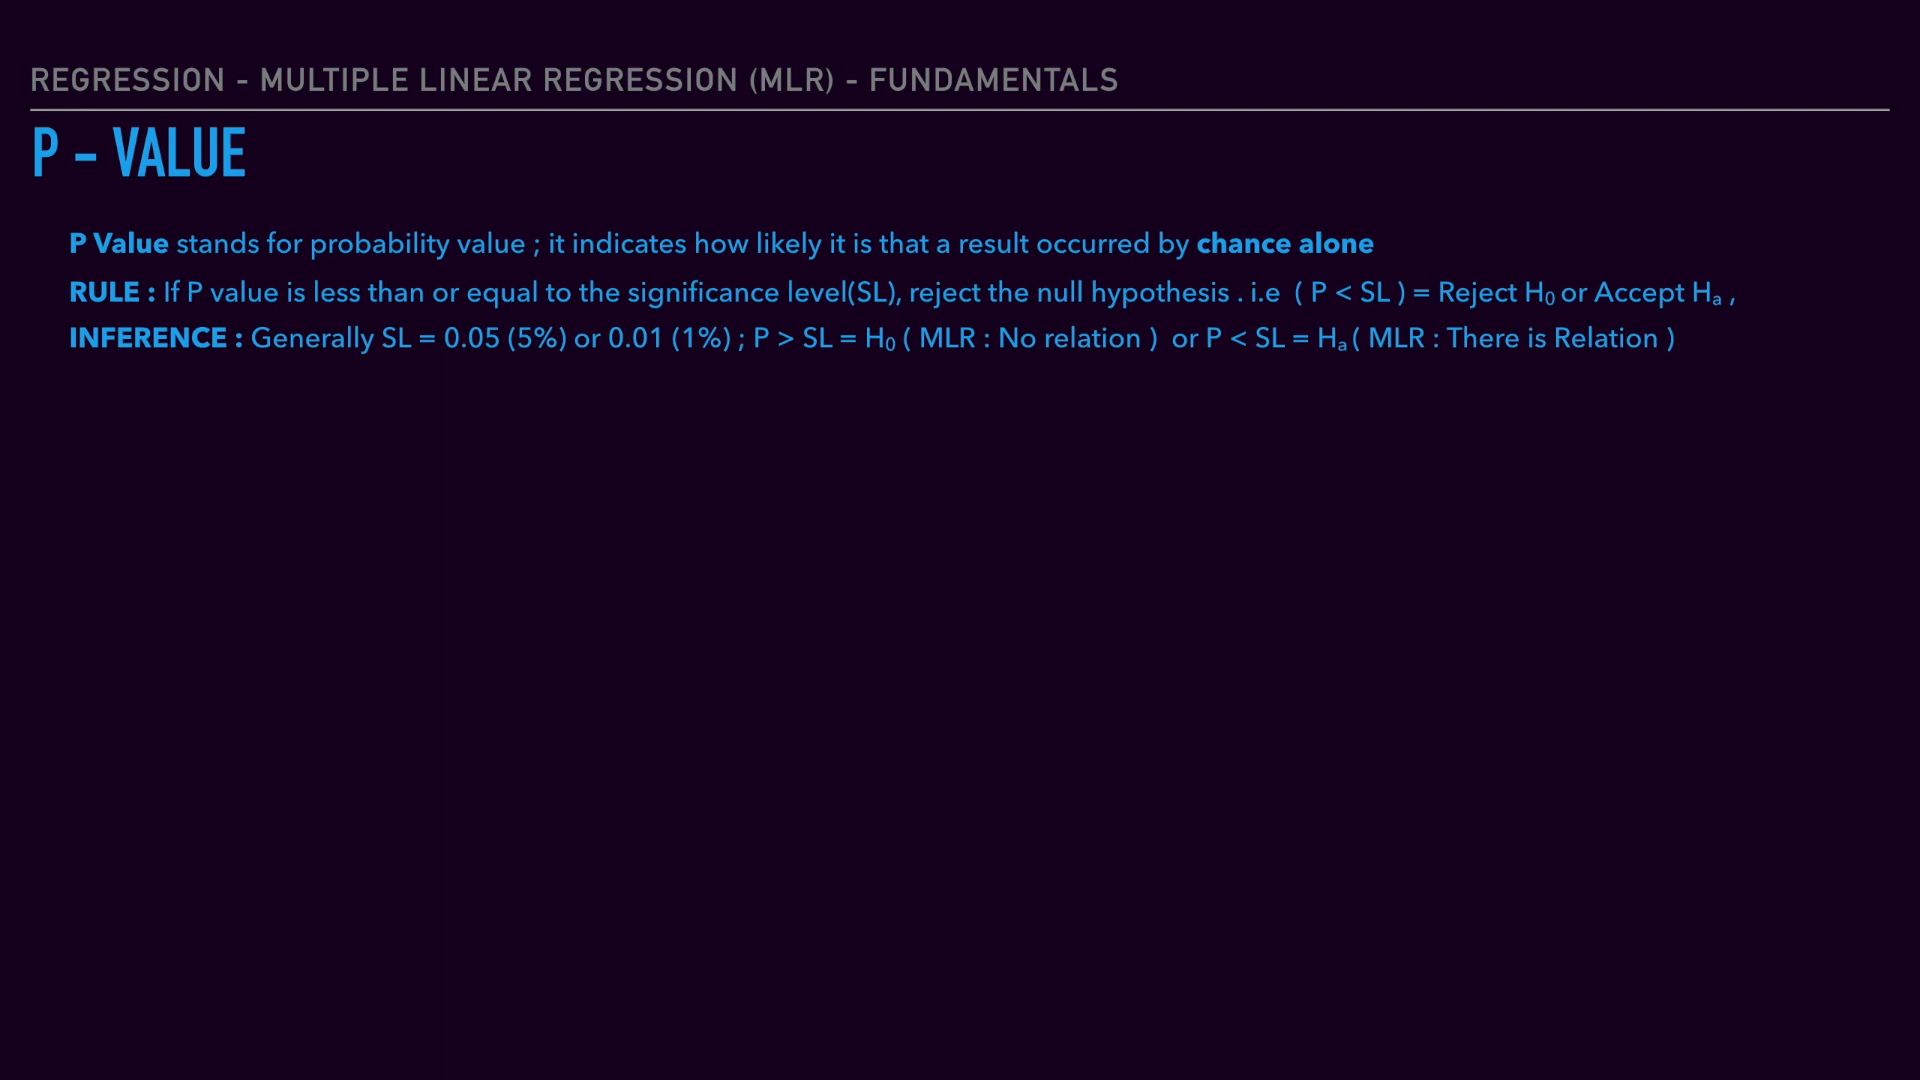 REGRESSION - MULTIPLE LINEAR REGRESSION (MLR) - FUNDAMENTALS
P - VALUE
P Value stands for probability value ; it indicates how likely it is that a result occurred by chance alone
RULE : If P value is less than or equal to the significance level(SL), reject the null hypothesis . i.e ( P < SL ) = Reject H₀ or Accept Hₐ ,
INFERENCE : Generally SL = 0.05 (5%) or 0.01 (1%) ; P > SL = H₀ ( MLR : No relation ) or P < SL = Hₐ ( MLR : There is Relation )